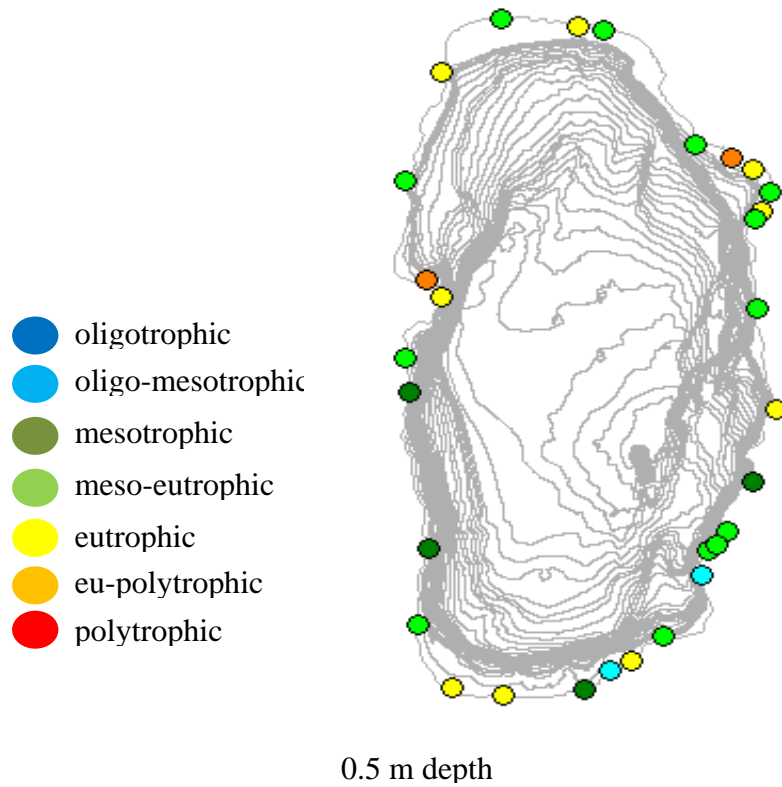 oligotrophic
oligo-mesotrophic
mesotrophic
meso-eutrophic
eutrophic
eu-polytrophic
polytrophic
0.5 m depth